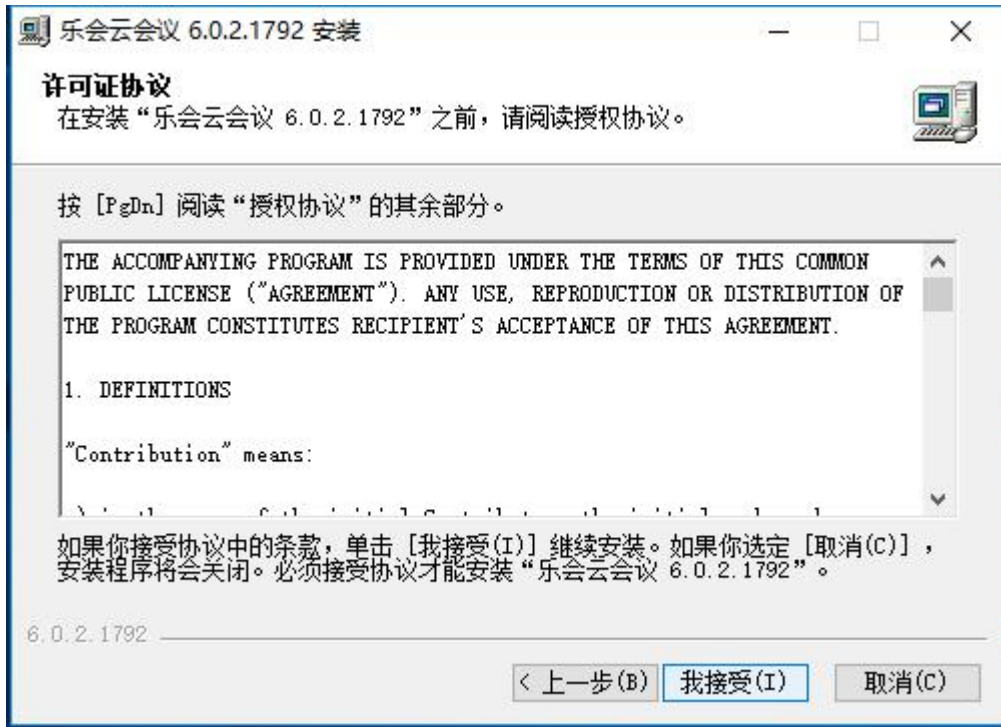 乐会云会议 6.0.2.1792 安装
许可证协议
在安装“乐会云会议 6.0.2.1792”之前，请阅读授权协议。
按 [PgDn] 阅读“授权协议”的其余部分。
THE ACCOMPANYING PROGRAM IS PROVIDED UNDER THE TERMS OF THIS COMMON
PUBLIC LICENSE ("AGREEMENT"). ANY USE, REPRODUCTION OR DISTRIBUTION OF
THE PROGRAM CONSTITUTES RECIPIENT'S ACCEPTANCE OF THIS AGREEMENT.
1. DEFINITIONS
"Contribution" means:
如果你接受协议中的条款，单击 [我接受(I)] 继续安装。如果你选定 [取消(C)] ，
安装程序将会关闭。必须接受协议才能安装“乐会云会议 6.0.2.1792”。
6.0.2.1792
< 上一步(B) 我接受(I) 取消(C)